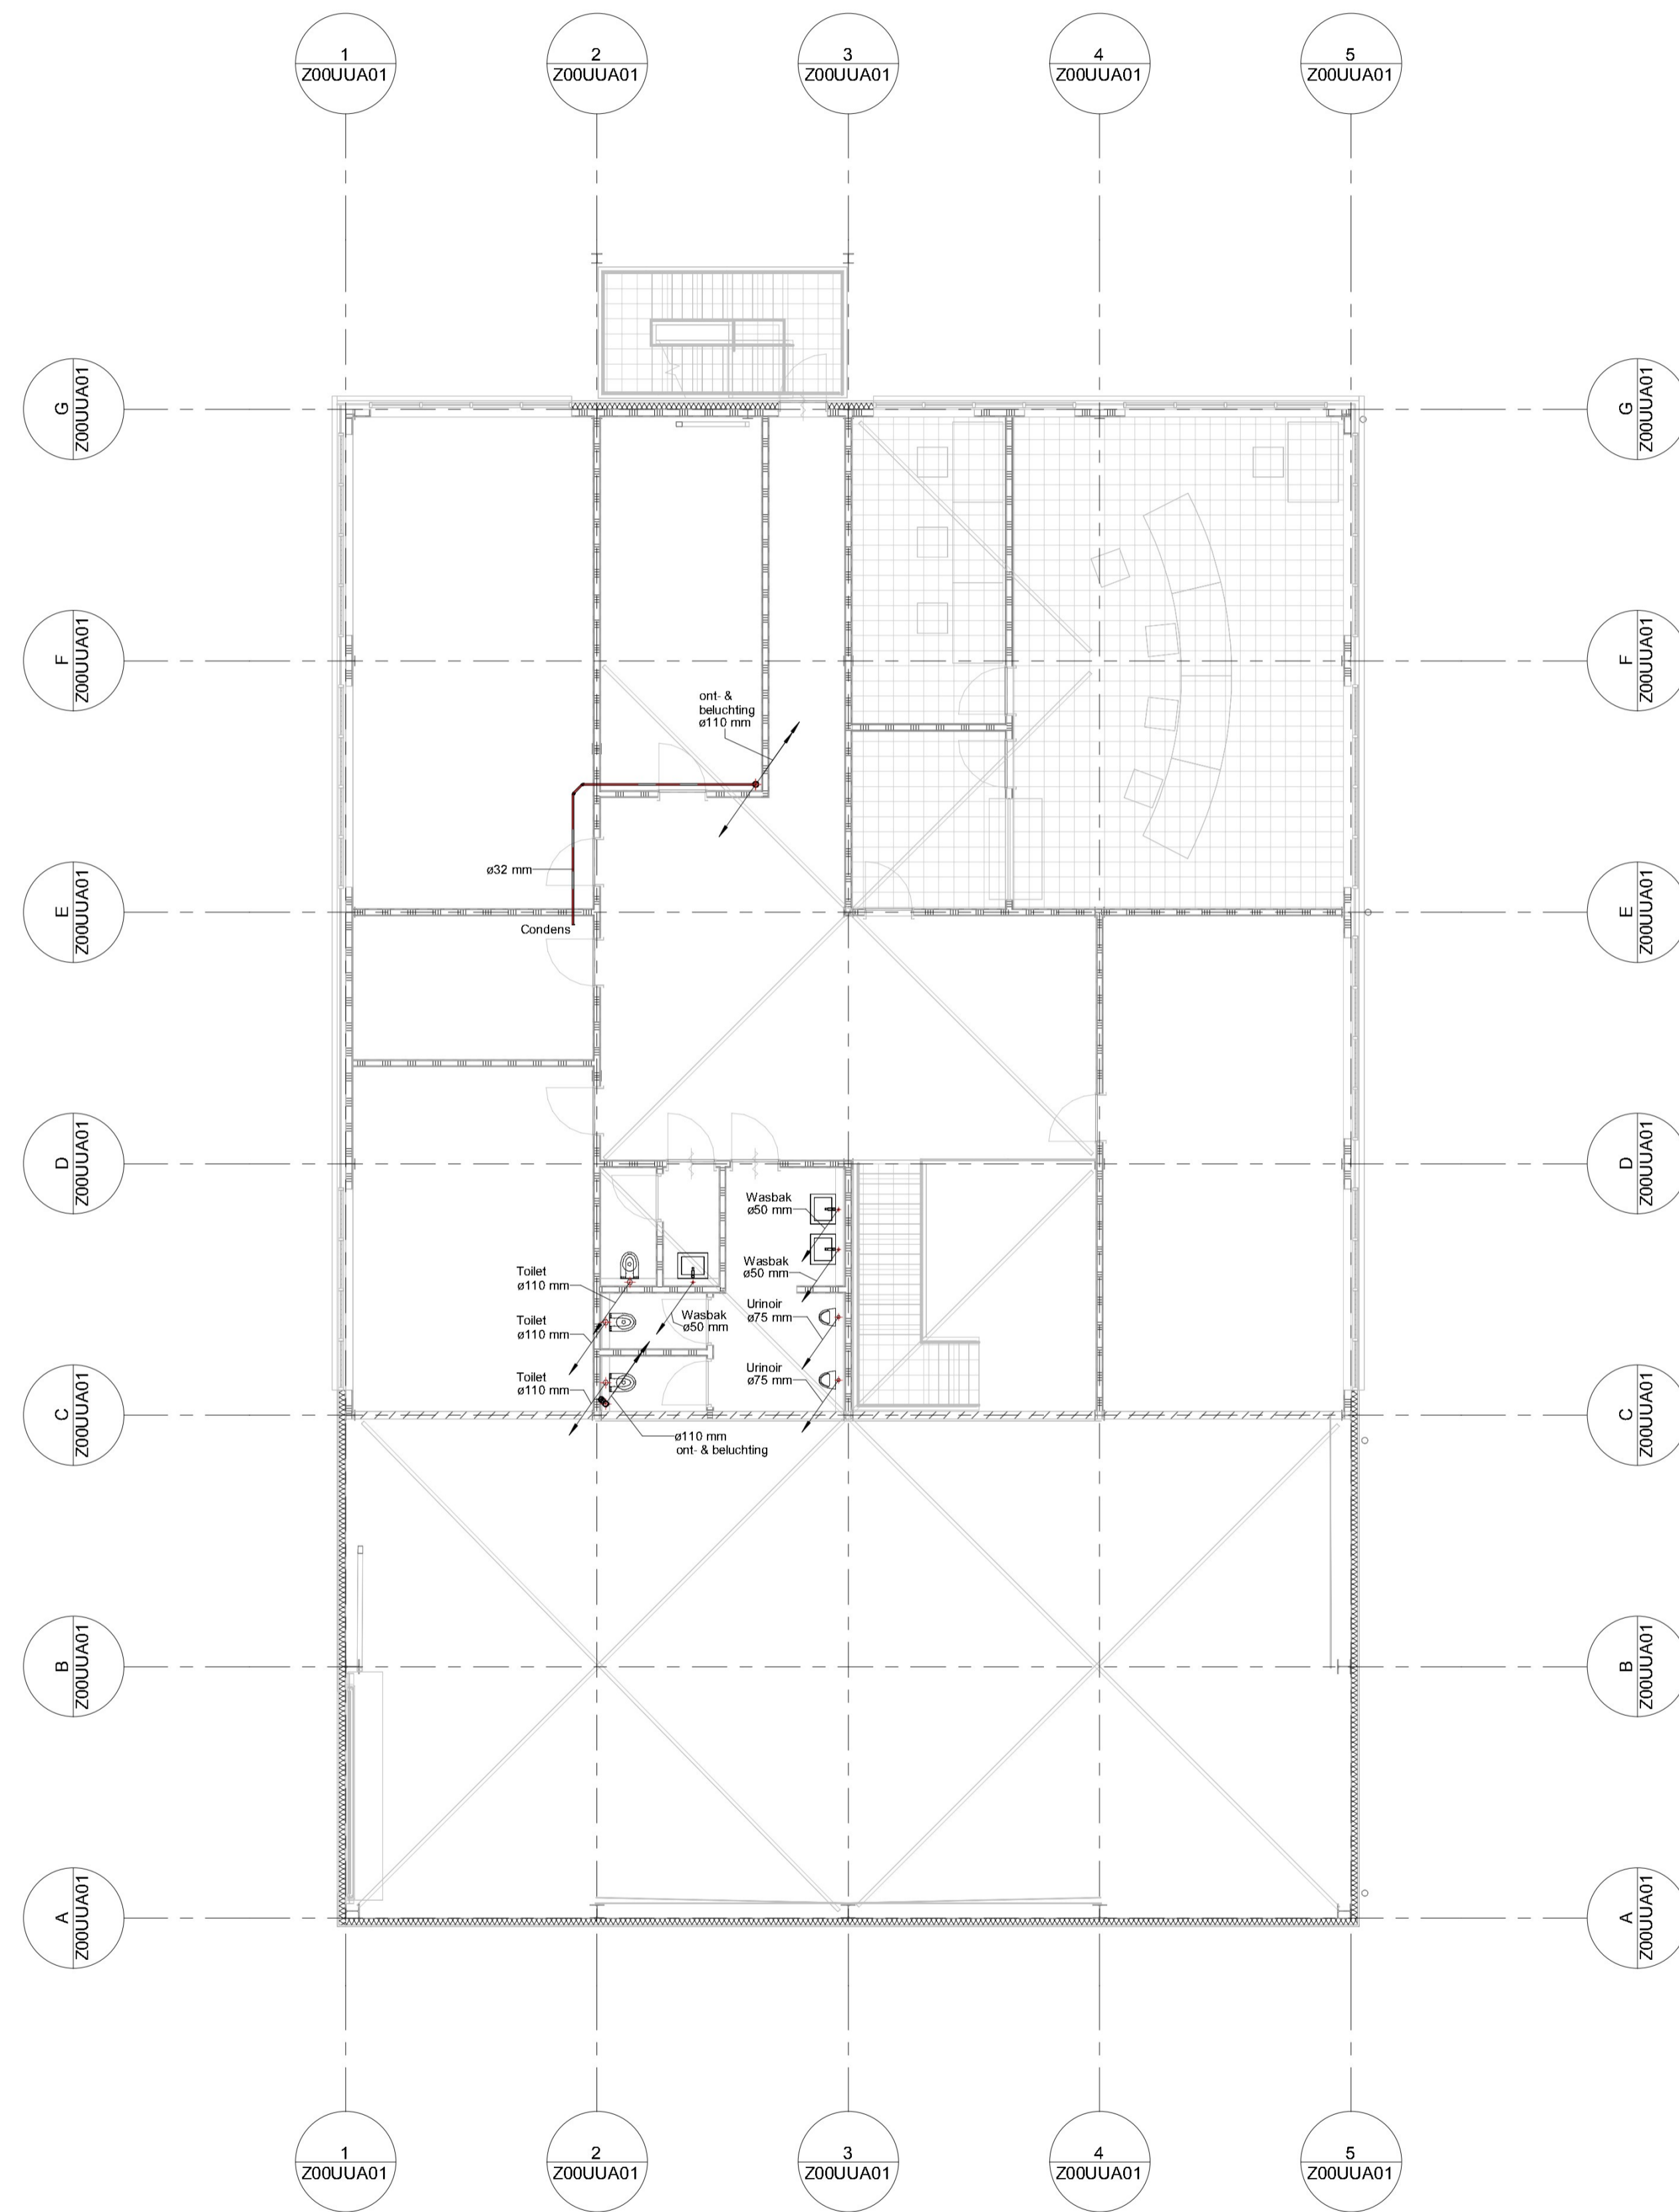 1
Z00UUA01
2
Z00UUA01
3
Z00UUA01
4
Z00UUA01
5
Z00UUA01
G
Z00UUA01
G
Z00UUA01
F
Z00UUA01
F
Z00UUA01
ont- &
beluchting
ø110 mm
ø32 mm
E
Z00UUA01
E
Z00UUA01
Condens
D
Z00UUA01
D
Z00UUA01
Wasbak
ø50 mm
Wasbak
ø50 mm
Toilet
ø110 mm
Urinoir
ø75 mm
Wasbak
ø50 mm
Toilet
ø110 mm
Urinoir
ø75 mm
Toilet
ø110 mm
C
Z00UUA01
C
Z00UUA01
ø110 mm
ont- & beluchting
B
Z00UUA01
B
Z00UUA01
A
Z00UUA01
A
Z00UUA01
1
Z00UUA01
2
Z00UUA01
3
Z00UUA01
4
Z00UUA01
5
Z00UUA01